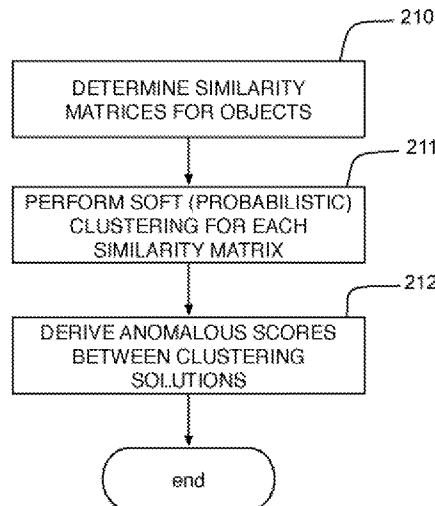 210
DETERMINE SIMILARITY
MATRICES FOR OBJECTS
211
PERFORM SOFT (PROBABILISTIC)
CLUSTERING FOR EACH
SIMILARITY MATRIX
212
DERIVE ANOMALOUS SCORES
BETWEEN CLUSTERING
SOLUTIONS
end